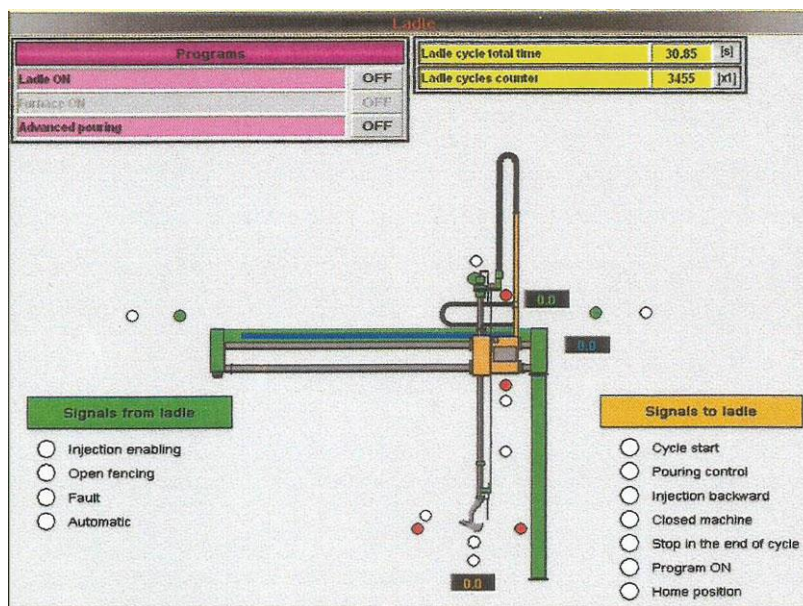 Ladle
Programs
Ladle ON OFF
Furnace ON OFF
Advanced pouring OFF
Ladle cycle total time 30.85 [s]
Ladle cycles counter 3455 [x1]
0.0
0.0
Signals from ladle
Injection enabling
Open fencing
Fault
Automatic
Signals to ladle
Cycle start
Pouring control
Injection backward
Closed machine
Stop in the end of cycle
Program ON
Home position
0.0